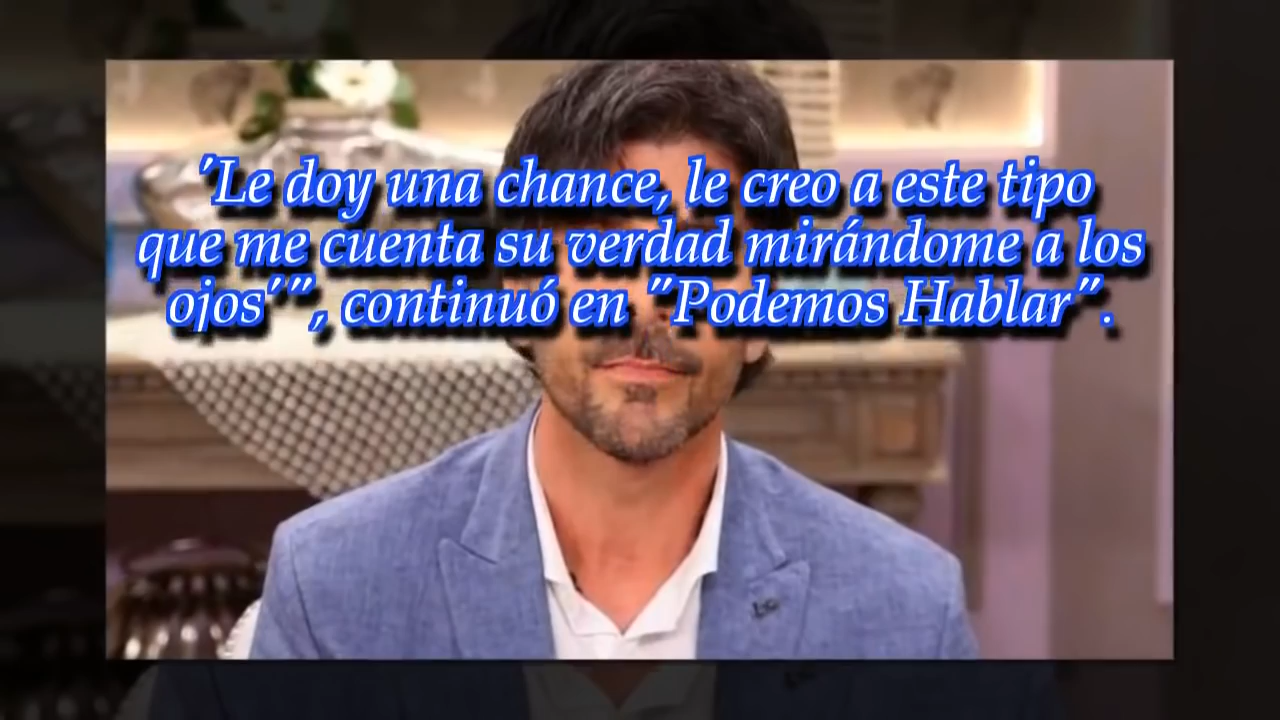 'Le doy una chance, le creo a este tipo
que me cuenta su verdad mirándome a los
ojos'", continuó en "Podemos Hablar".